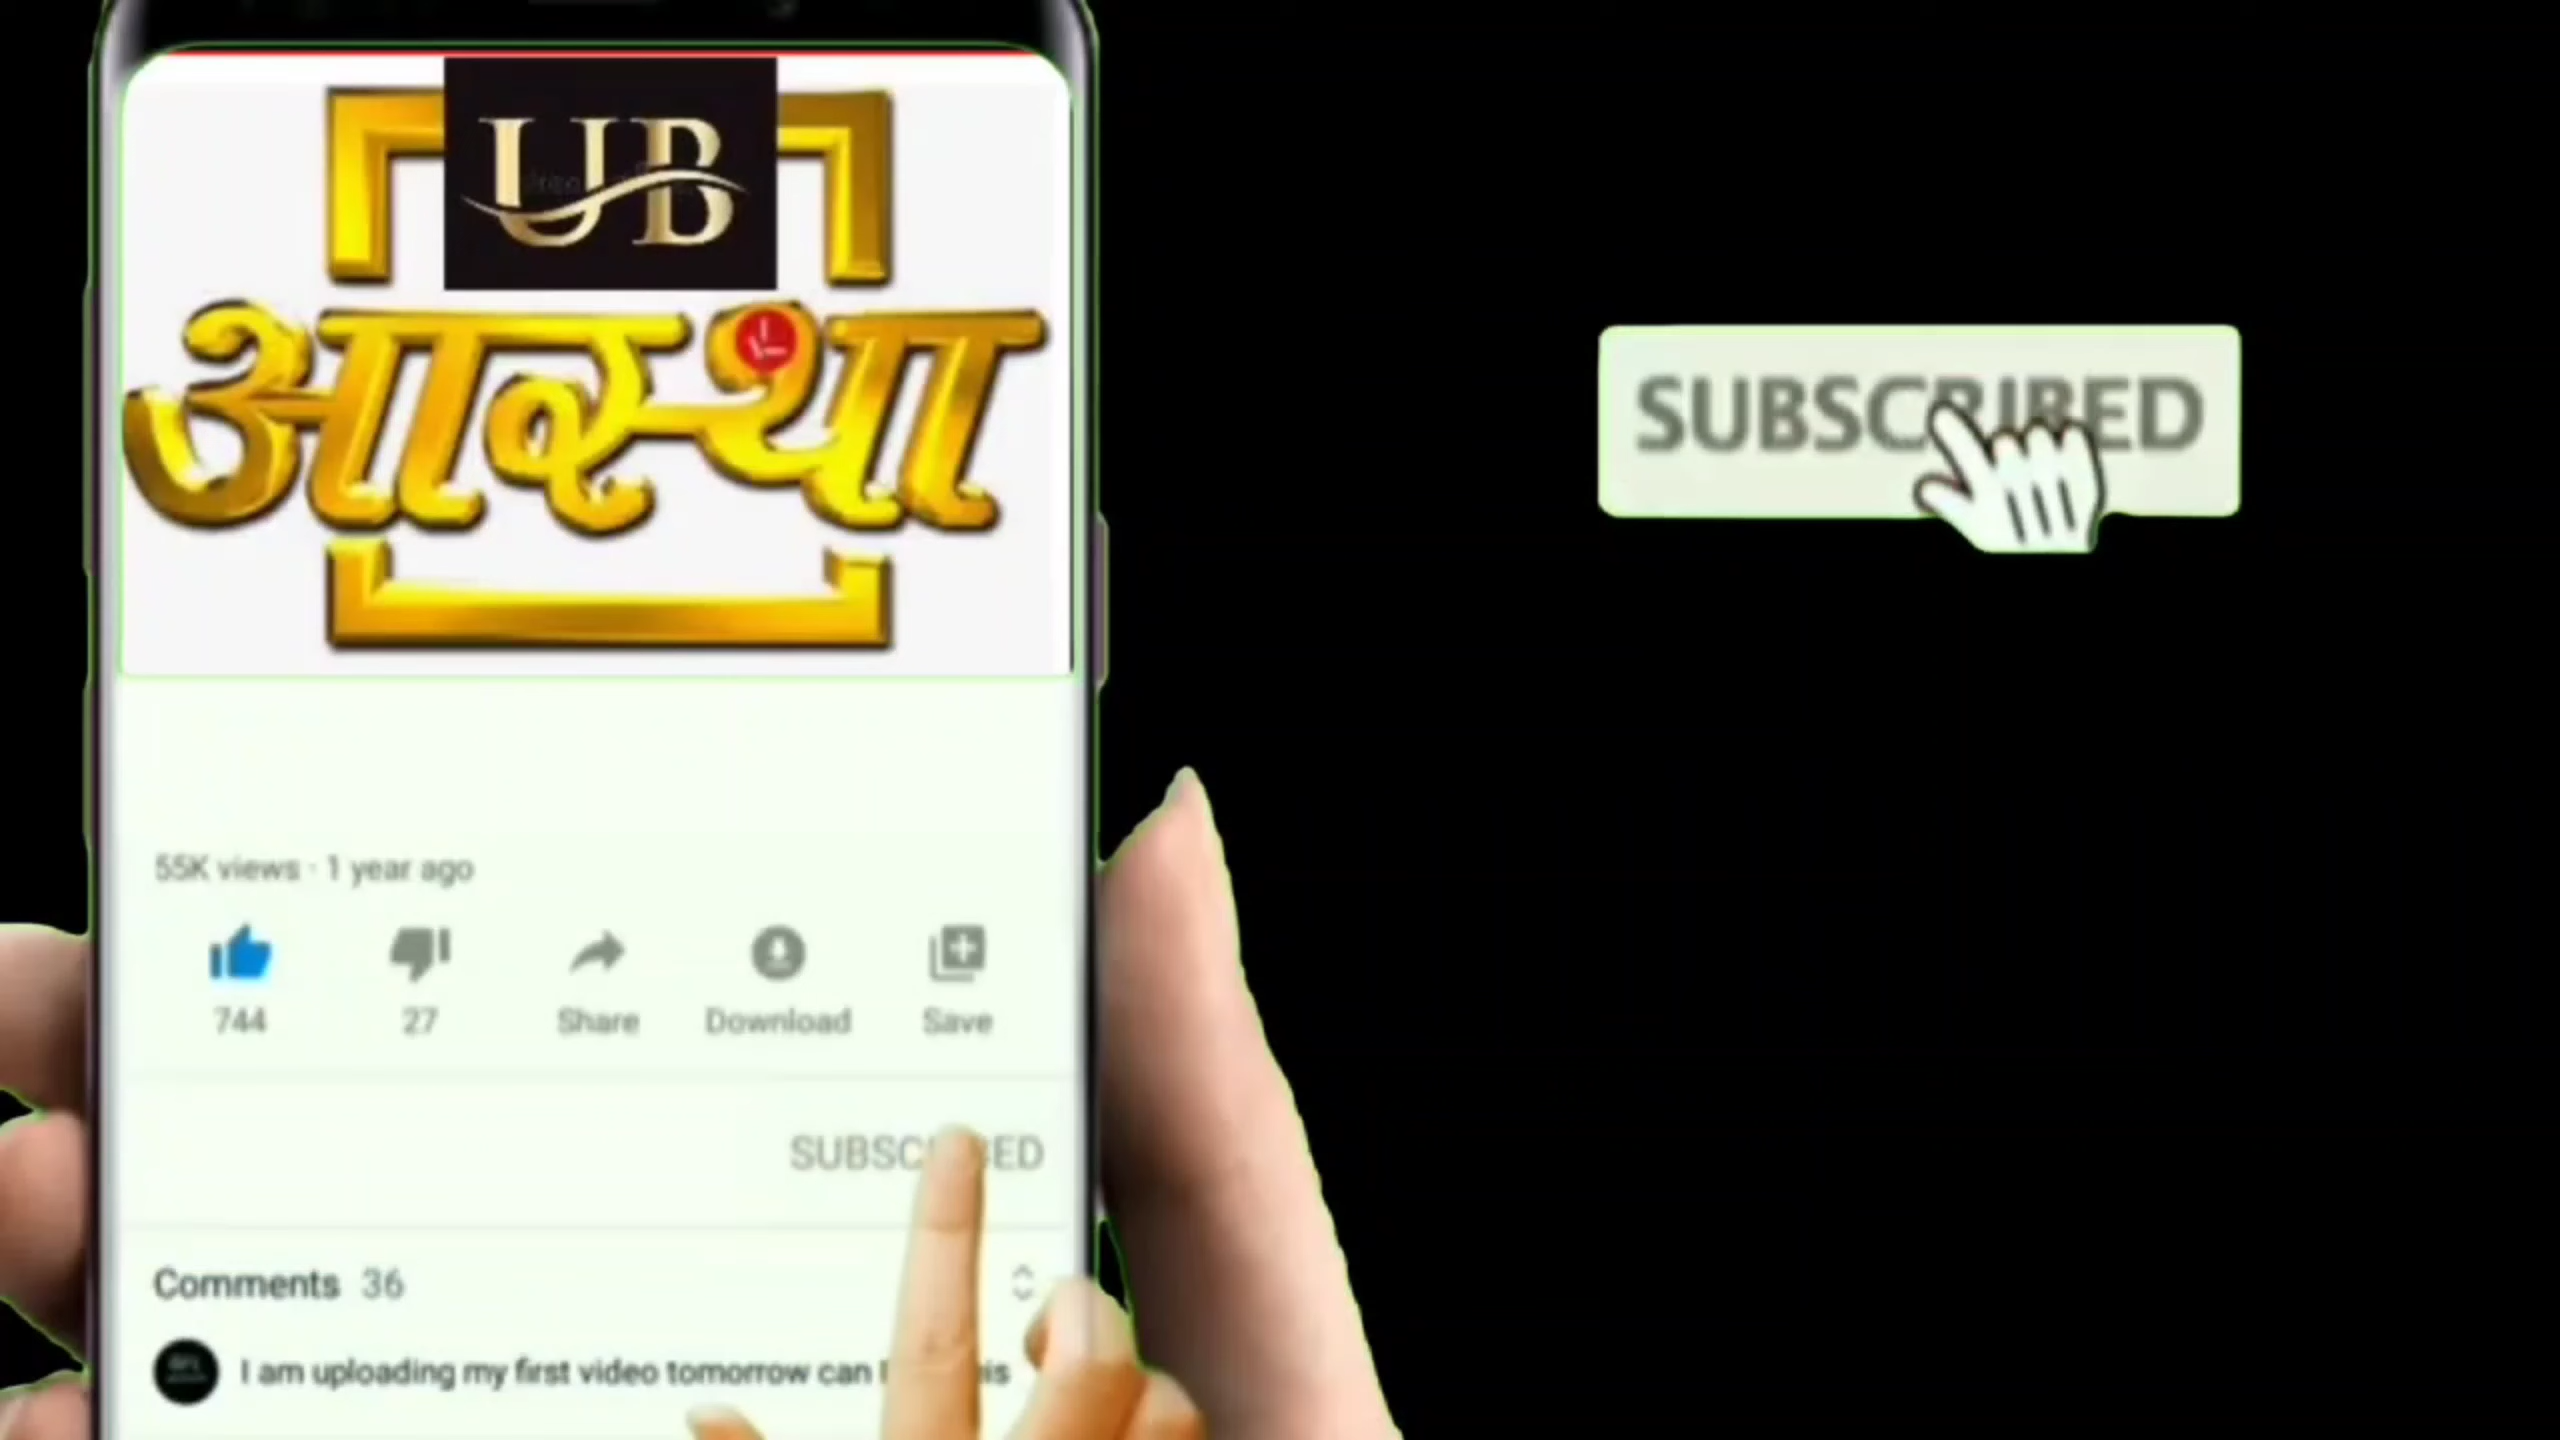 UB
आस्था
SUBSCRIBED
55K views · 1 year ago
744
27
Share
Download
Save
SUBSCRIBED
Comments 36
I am uploading my first video tomorrow can I